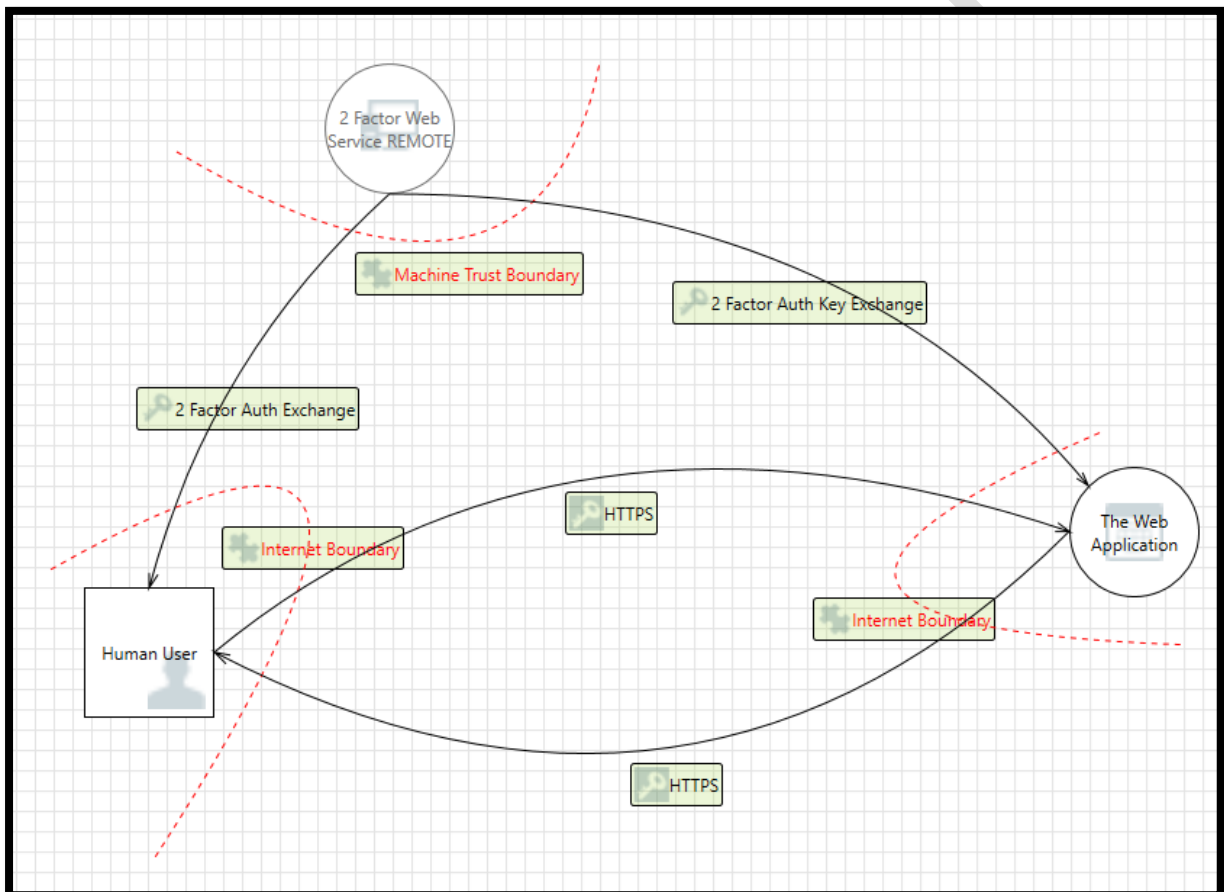 2 Factor Web
Service REMOTE
Machine Trust Boundary
2 Factor Auth Key Exchange
2 Factor Auth Exchange
HTTPS
The Web
Application
Internet Boundary
Internet Boundary
Human User
HTTPS